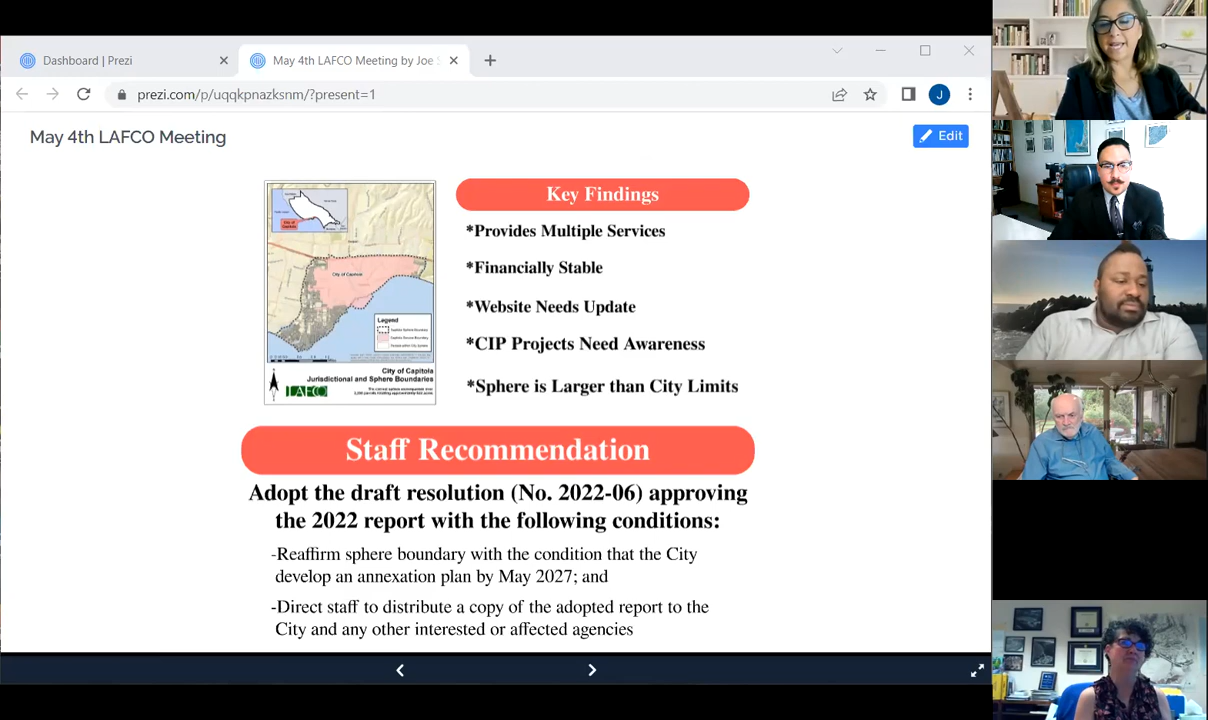 Dashboard | Prezi
May 4th LAFCO Meeting by Joe S
prezi.com/p/uqqkpnazksnm/?present=1
J
May 4th LAFCO Meeting
Edit
Key Findings
*Provides Multiple Services
*Financially Stable
*Website Needs Update
*CIP Projects Need Awareness
*Sphere is Larger than City Limits
City of Capitola
Legend
City of Capitola
Jurisdictional and Sphere Boundaries
LAFCO
Staff Recommendation
Adopt the draft resolution (No. 2022-06) approving
the 2022 report with the following conditions:
-Reaffirm sphere boundary with the condition that the City
develop an annexation plan by May 2027; and
-Direct staff to distribute a copy of the adopted report to the
City and any other interested or affected agencies